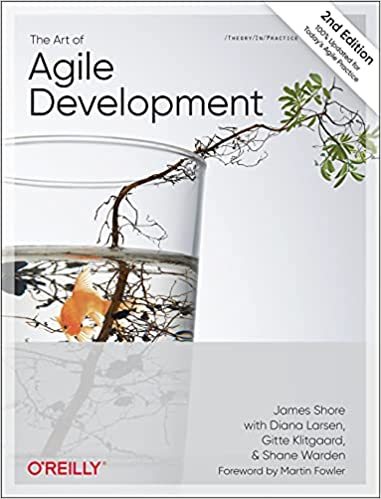 The Art of
Agile
Development
/THEORY/IN/PRACTICE
2nd Edition
100% Updated for
Today's Agile Practice
James Shore
with Diana Larsen,
Gitte Klitgaard,
& Shane Warden
Foreword by Martin Fowler
O'REILLY®